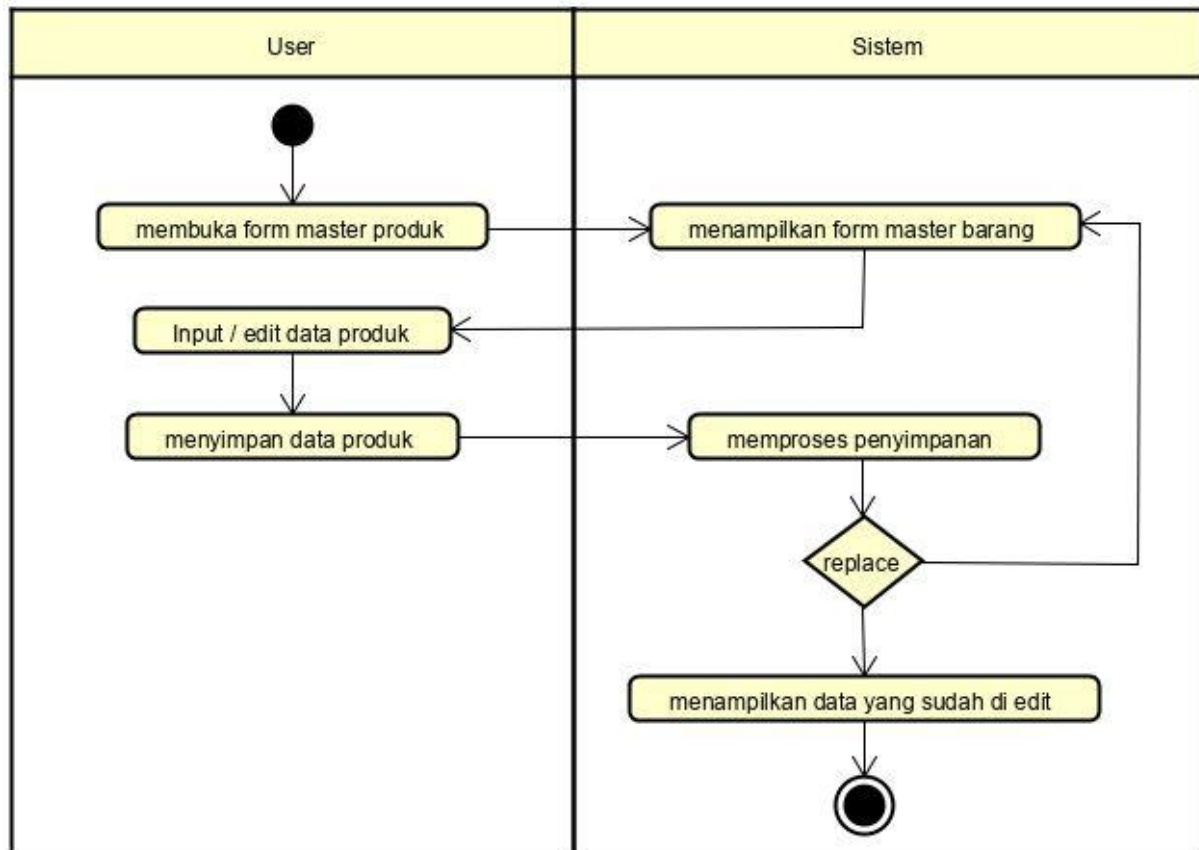 User
Sistem
membuka form master produk
menampilkan form master barang
Input / edit data produk
menyimpan data produk
memproses penyimpanan
replace
menampilkan data yang sudah di edit